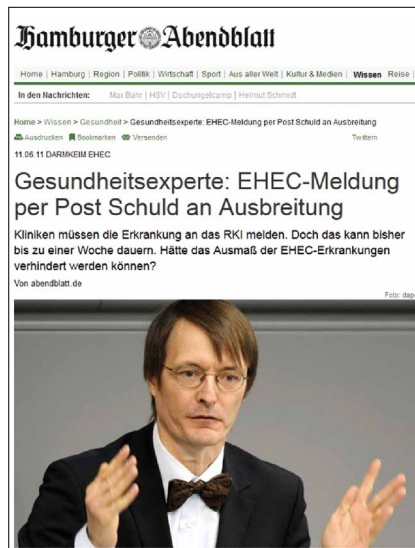 Hamburger Abendblatt
Home | Hamburg | Region | Politik | Wirtschaft | Sport | Aus aller Welt | Kultur & Medien | Wissen Reise |
In den Nachrichten: Max Bahr | HSV | Dschungelcamp | Helmut Schmidt
Home > Wissen > Gesundheit > Gesundheitsexperte: EHEC-Meldung per Post Schuld an Ausbreitung
Ausdrucken Bookmarken Versenden Twittern
11.06.11 DARMKEIM EHEC
Gesundheitsexperte: EHEC-Meldung
per Post Schuld an Ausbreitung
Kliniken müssen die Erkrankung an das RKI melden. Doch das kann bisher
bis zu einer Woche dauern. Hätte das Ausmaß der EHEC-Erkrankungen
verhindert werden können?
Von abendblatt.de
Foto: dapd